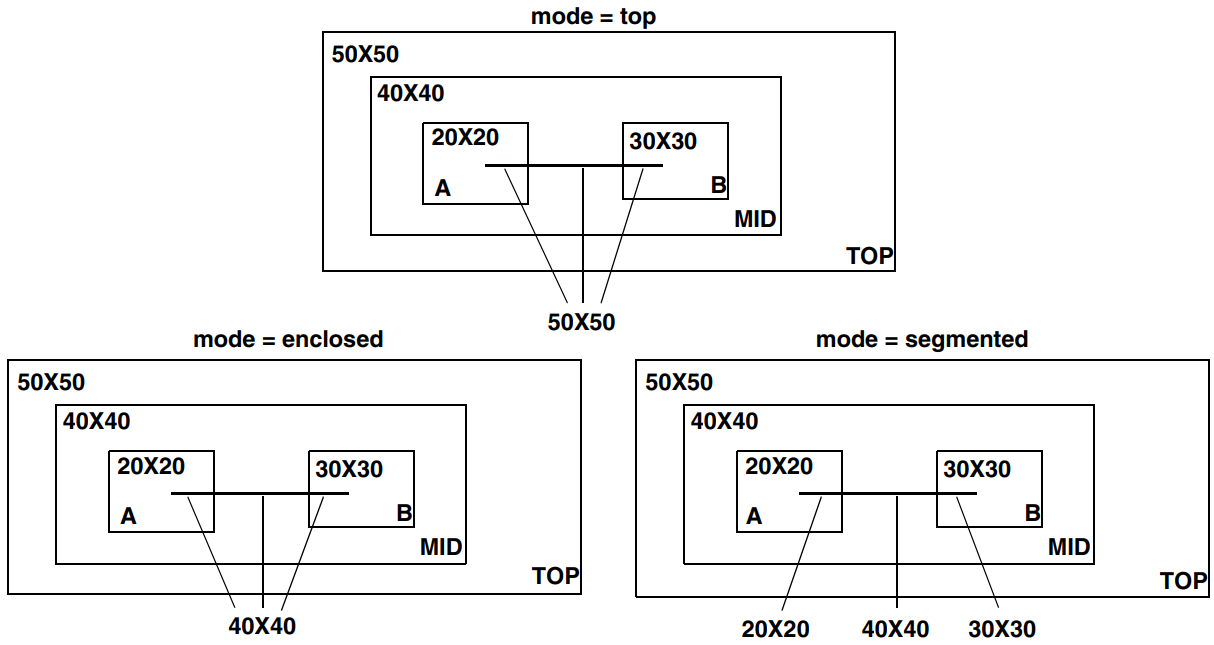 mode = top
50X50
40X40
20X20
30X30
A
B
MID
TOP
50X50
mode = enclosed
50X50
40X40
20X20
30X30
A
B
MID
TOP
40X40
mode = segmented
50X50
40X40
20X20
30X30
A
B
MID
TOP
20X20 40X40 30X30